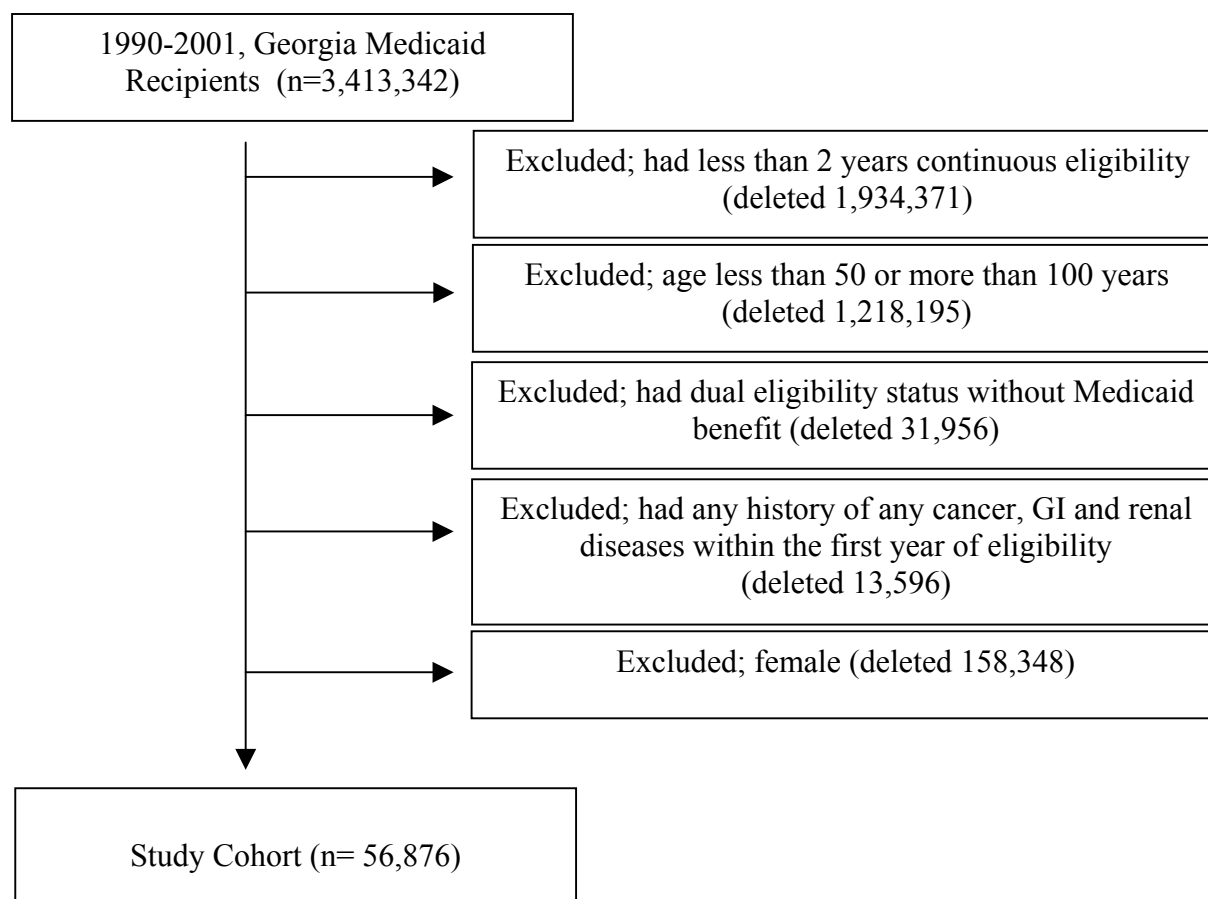 1990-2001, Georgia Medicaid
Recipients  (n=3,413,342)
Excluded; had less than 2 years continuous eligibility
(deleted 1,934,371)
Excluded; age less than 50 or more than 100 years
(deleted 1,218,195)
Excluded; had dual eligibility status without Medicaid
benefit (deleted 31,956)
Excluded; had any history of any cancer, GI and renal
diseases within the first year of eligibility
(deleted 13,596)
Excluded; female (deleted 158,348)
Study Cohort (n= 56,876)